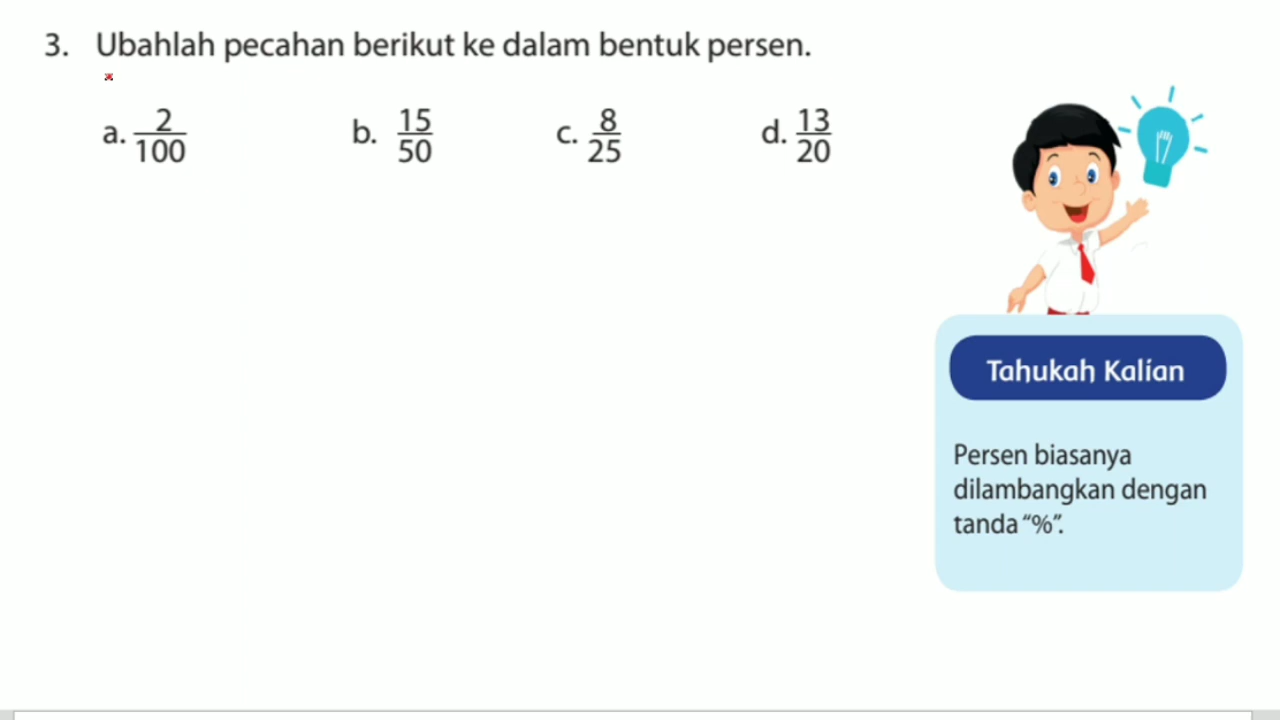 3. Ubahlah pecahan berikut ke dalam bentuk persen.
a. 2/100 b. 15/50 c. 8/25 d. 13/20
Tahukah Kalian
Persen biasanya
dilambangkan dengan
tanda “%”.